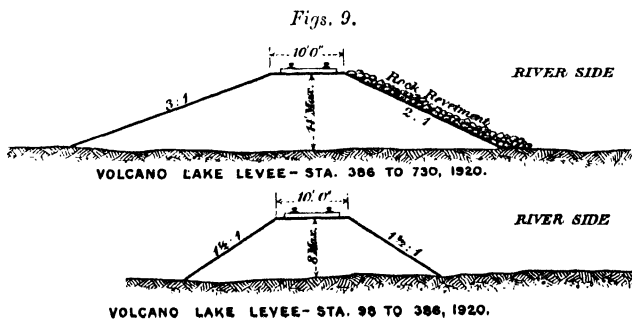 Figs. 9.
10'0"
RIVER SIDE
3:1
14' Max.
Rock Revetment
2:1
VOLCANO LAKE LEVEE - STA. 386 TO 730, 1920.
10'0"
RIVER SIDE
1½:1
8' Max.
1½:1
VOLCANO LAKE LEVEE - STA. 98 TO 386, 1920.